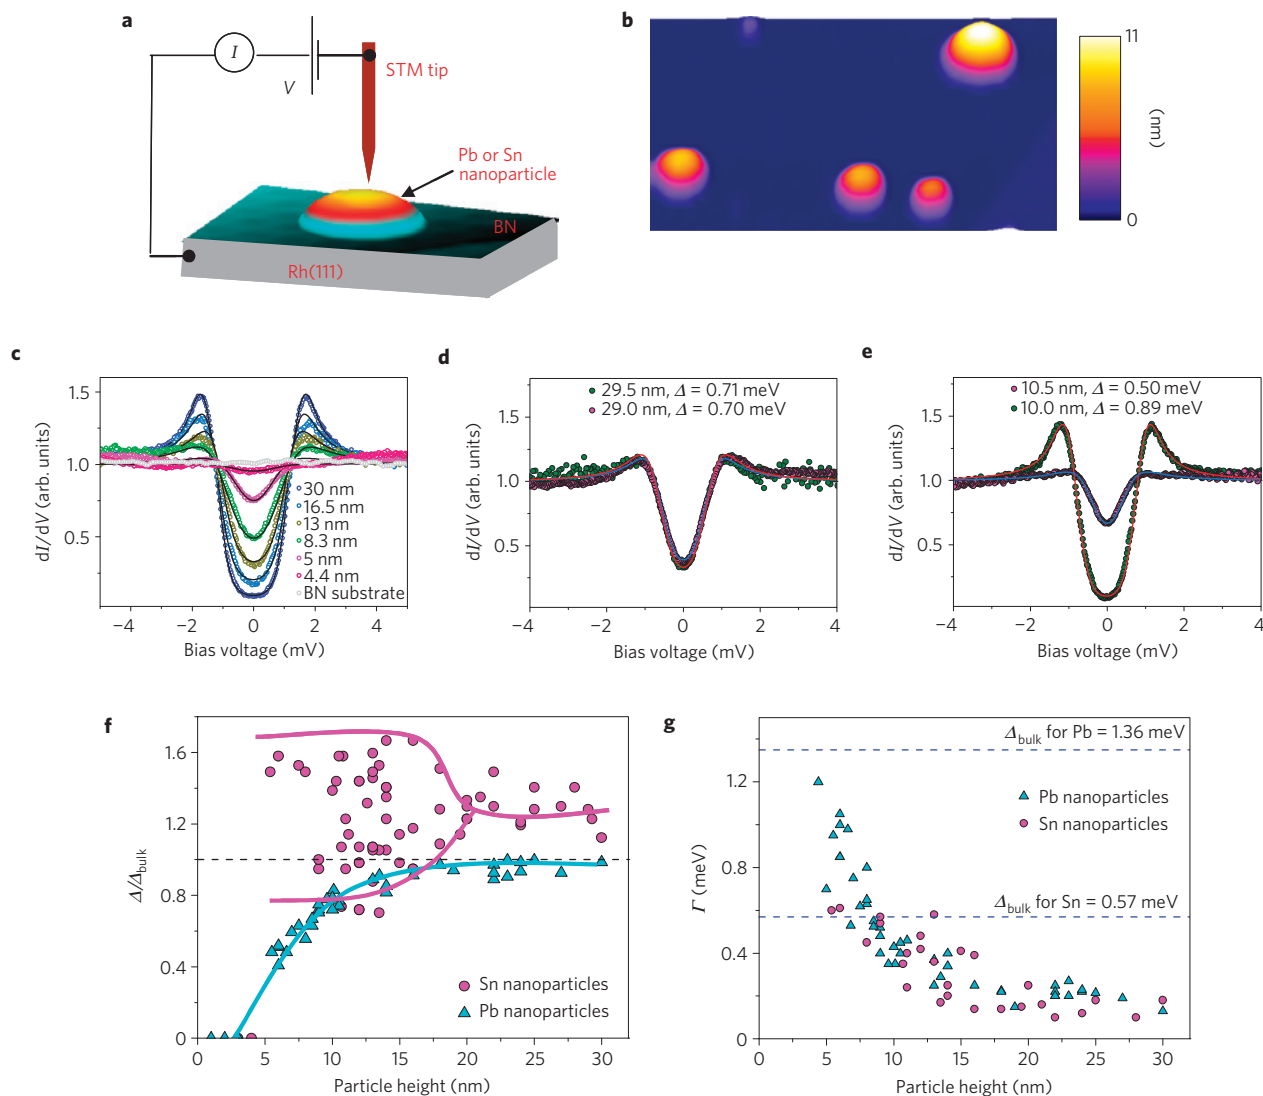 a
I
V
STM tip
Pb or Sn
nanoparticle
BN
Rh(111)
b
11
(nm)
0
c
1.5
1.0
0.5
dI/dV (arb. units)
30 nm
16.5 nm
13 nm
8.3 nm
5 nm
4.4 nm
BN substrate
−4 −2 0 2 4
Bias voltage (mV)
d
29.5 nm, Δ = 0.71 meV
29.0 nm, Δ = 0.70 meV
1.5
1.0
0.5
dI/dV (arb. units)
−4 −2 0 2 4
Bias voltage (mV)
e
10.5 nm, Δ = 0.50 meV
10.0 nm, Δ = 0.89 meV
1.5
1.0
0.5
dI/dV (arb. units)
−4 −2 0 2 4
Bias voltage (mV)
f
1.6
1.2
0.8
0.4
0
Δ/Δbulk
Sn nanoparticles
Pb nanoparticles
0 5 10 15 20 25 30
Particle height (nm)
g
Δbulk for Pb = 1.36 meV
Pb nanoparticles
Sn nanoparticles
Δbulk for Sn = 0.57 meV
1.2
0.8
0.4
0
Γ (meV)
0 5 10 15 20 25 30
Particle height (nm)